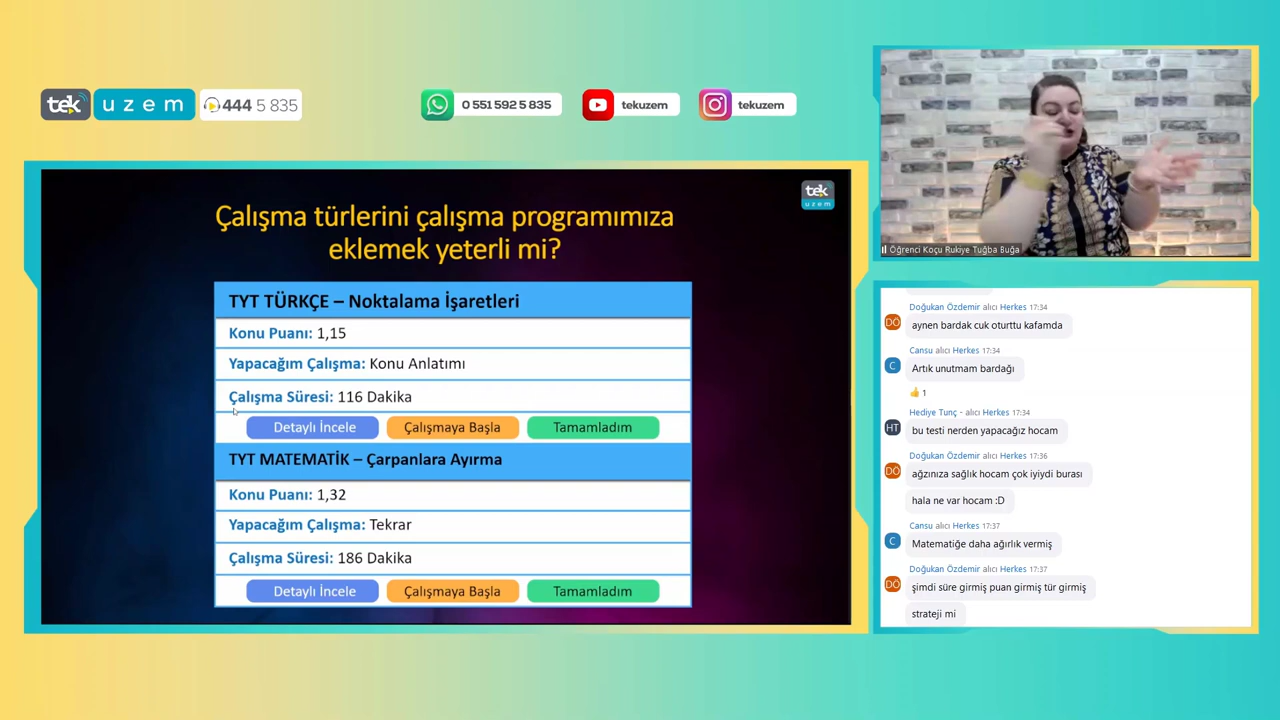 tek uzem 444 5 835
0 551 592 5 835
tekuzem
tekuzem
tek
uzem
Çalışma türlerini çalışma programımıza
eklemek yeterli mi?
TYT TÜRKÇE – Noktalama İşaretleri
Konu Puanı: 1,15
Yapacağım Çalışma: Konu Anlatımı
Çalışma Süresi: 116 Dakika
Detaylı İncele
Çalışmaya Başla
Tamamladım
TYT MATEMATİK – Çarpanlara Ayırma
Konu Puanı: 1,32
Yapacağım Çalışma: Tekrar
Çalışma Süresi: 186 Dakika
Detaylı İncele
Çalışmaya Başla
Tamamladım
Öğrenci Koçu Rukiye Tuğba Buğa
Doğukan Özdemir alıcı Herkes 17:34
DÖ
aynen bardak cuk oturttu kafamda
Cansu alıcı Herkes 17:34
C
Artık unutmam bardağı
👍 1
Hediye Tunç - alıcı Herkes 17:34
HT
bu testi nerden yapacağız hocam
Doğukan Özdemir alıcı Herkes 17:36
DÖ
ağzınıza sağlık hocam çok iyiydi burası
hala ne var hocam :D
Cansu alıcı Herkes 17:37
C
Matematiğe daha ağırlık vermiş
Doğukan Özdemir alıcı Herkes 17:37
DÖ
şimdi süre girmiş puan girmiş tür girmiş
strateji mi